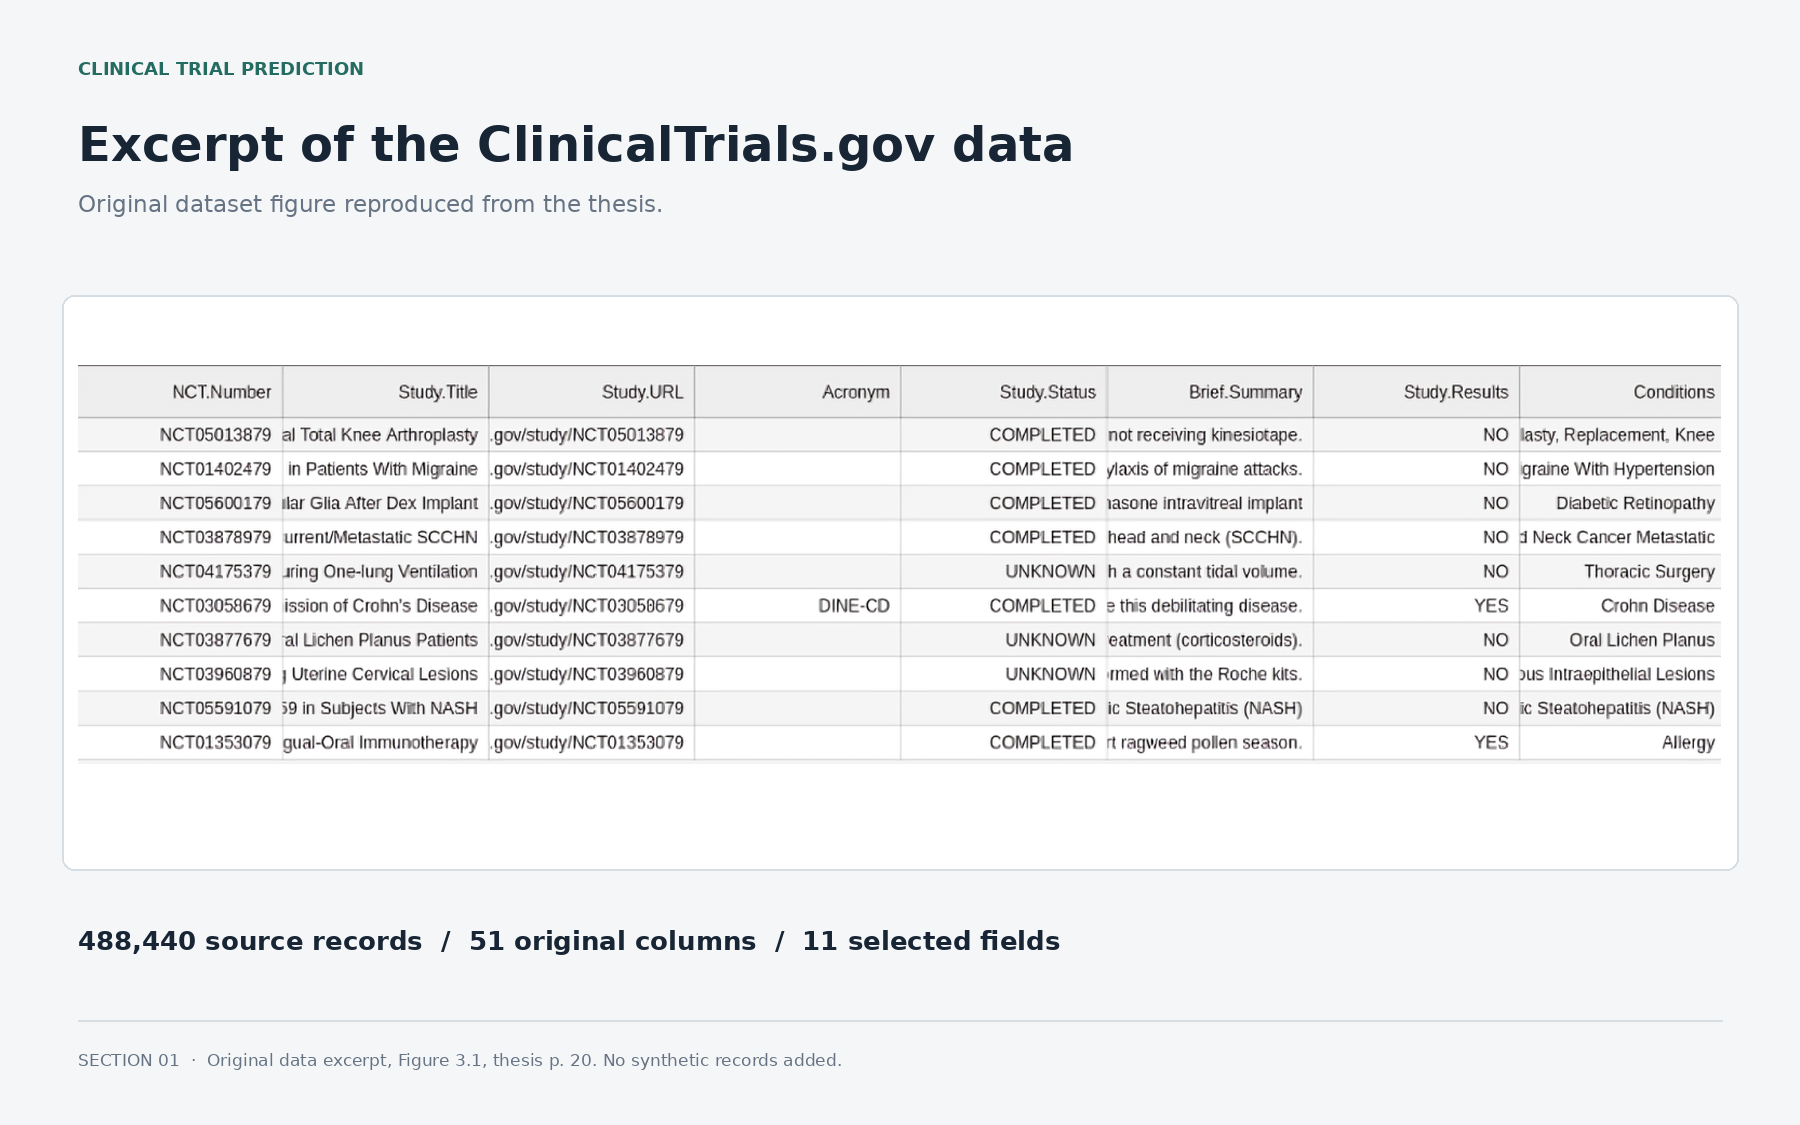 CLINICAL TRIAL PREDICTION
Excerpt of the ClinicalTrials.gov data
Original dataset figure reproduced from the thesis.
NCT.Number Study.Title Study.URL Acronym Study.Status Brief.Summary Study.Results Conditions
NCT05013879 al Total Knee Arthroplasty .gov/study/NCT05013879 COMPLETED not receiving kinesiotape. NO lasty, Replacement, Knee
NCT01402479 in Patients With Migraine .gov/study/NCT01402479 COMPLETED ylaxis of migraine attacks. NO graine With Hypertension
NCT05600179 lar Glia After Dex Implant .gov/study/NCT05600179 COMPLETED asone intravitreal implant NO Diabetic Retinopathy
NCT03878979 urrent/Metastatic SCCHN .gov/study/NCT03878979 COMPLETED head and neck (SCCHN). NO d Neck Cancer Metastatic
NCT04175379 uring One-lung Ventilation .gov/study/NCT04175379 UNKNOWN h a constant tidal volume. NO Thoracic Surgery
NCT03058679 ission of Crohn's Disease .gov/study/NCT03058679 DINE-CD COMPLETED e this debilitating disease. YES Crohn Disease
NCT03877679 ral Lichen Planus Patients .gov/study/NCT03877679 UNKNOWN eatment (corticosteroids). NO Oral Lichen Planus
NCT03960879 g Uterine Cervical Lesions .gov/study/NCT03960879 UNKNOWN rmed with the Roche kits. NO ous Intraepithelial Lesions
NCT05591079 59 in Subjects With NASH .gov/study/NCT05591079 COMPLETED ic Steatohepatitis (NASH) NO ic Steatohepatitis (NASH)
NCT01353079 gual-Oral Immunotherapy .gov/study/NCT01353079 COMPLETED rt ragweed pollen season. YES Allergy
488,440 source records / 51 original columns / 11 selected fields
SECTION 01 · Original data excerpt, Figure 3.1, thesis p. 20. No synthetic records added.